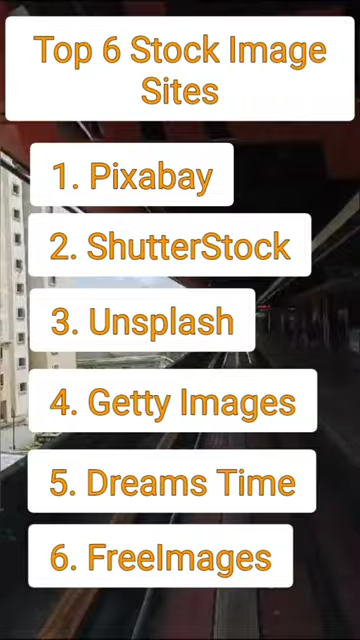 Top 6 Stock Image
Sites
1. Pixabay
2. ShutterStock
3. Unsplash
4. Getty Images
5. Dreams Time
6. FreeImages